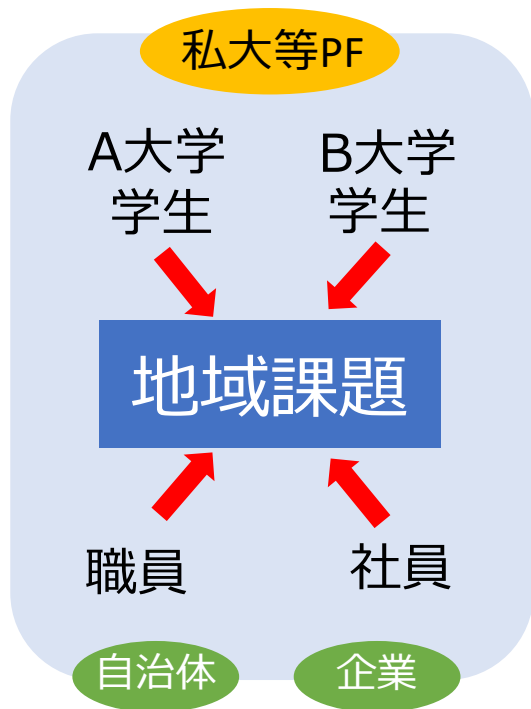 私大等PF
A大学
学生
B大学
学生
地域課題
職員
社員
自治体
企業